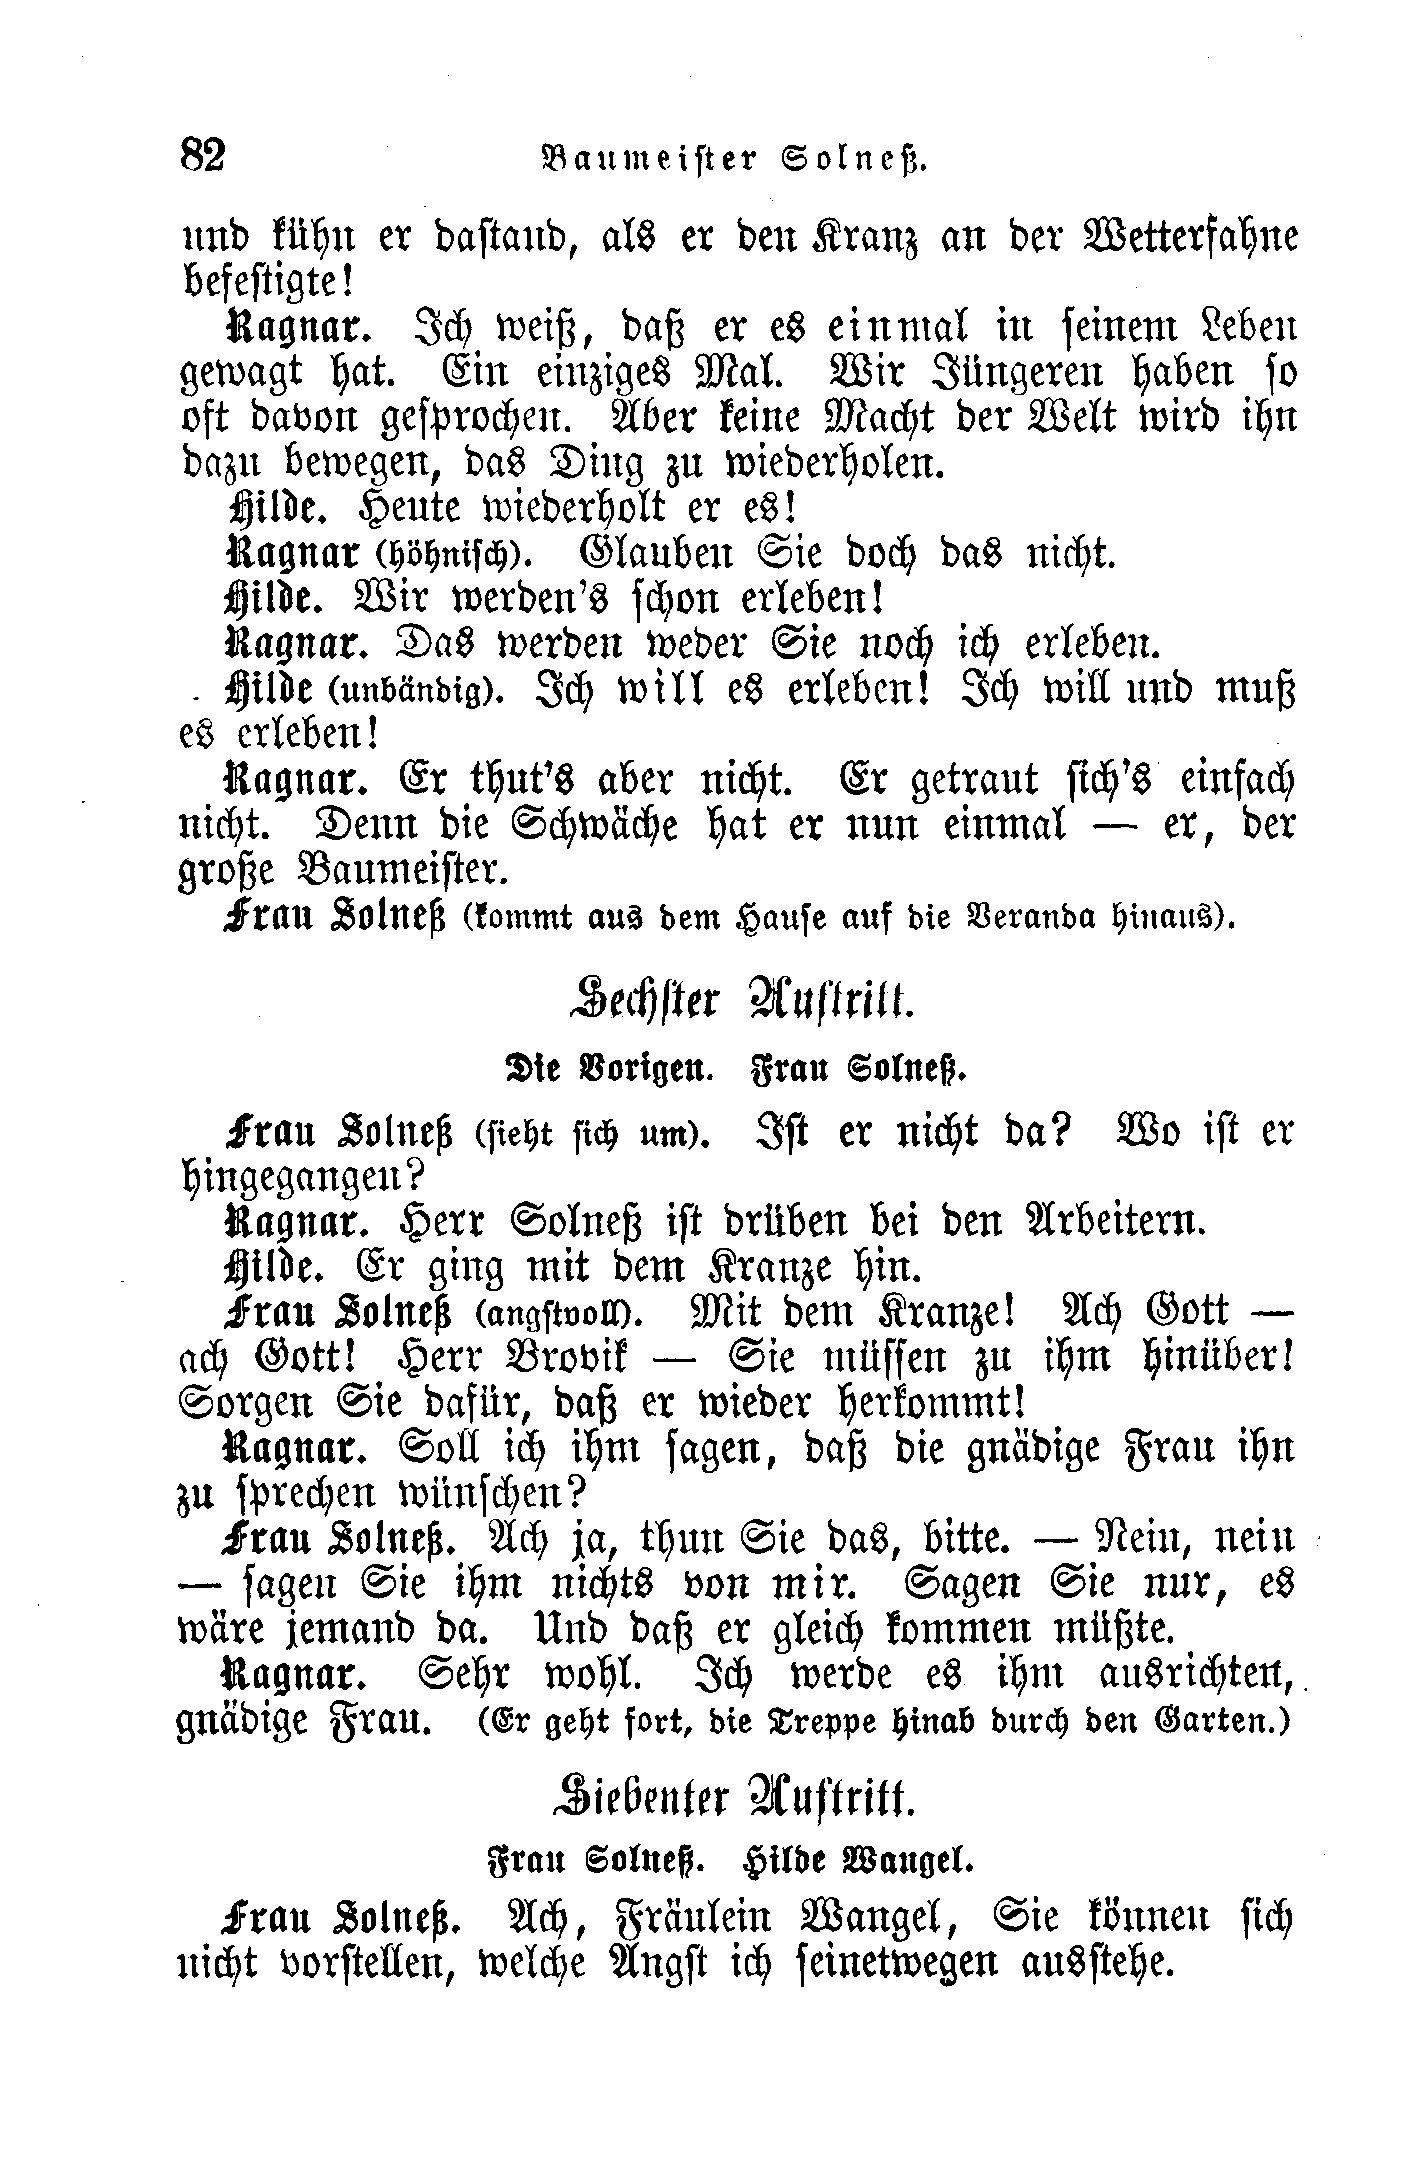 82 Baumeister Solneß.
und kühn er dastand, als er den Kranz an der Wetterfahne
befestigte!
Ragnar. Ich weiß, daß er es einmal in seinem Leben
gewagt hat. Ein einziges Mal. Wir Jüngeren haben so
oft davon gesprochen. Aber keine Macht der Welt wird ihn
dazu bewegen, das Ding zu wiederholen.
Hilde. Heute wiederholt er es!
Ragnar (höhnisch). Glauben Sie doch das nicht.
Hilde. Wir werden's schon erleben!
Ragnar. Das werden weder Sie noch ich erleben.
Hilde (unbändig). Ich will es erleben! Ich will und muß
es erleben!
Ragnar. Er thut's aber nicht. Er getraut sich's einfach
nicht. Denn die Schwäche hat er nun einmal — er, der
große Baumeister.
Frau Solneß (kommt aus dem Hause auf die Veranda hinaus).
Sechster Auftritt.
Die Vorigen. Frau Solneß.
Frau Solneß (sieht sich um). Ist er nicht da? Wo ist er
hingegangen?
Ragnar. Herr Solneß ist drüben bei den Arbeitern.
Hilde. Er ging mit dem Kranze hin.
Frau Solneß (angstvoll). Mit dem Kranze! Ach Gott —
ach Gott! Herr Brovik — Sie müssen zu ihm hinüber!
Sorgen Sie dafür, daß er wieder herkommt!
Ragnar. Soll ich ihm sagen, daß die gnädige Frau ihn
zu sprechen wünschen?
Frau Solneß. Ach ja, thun Sie das, bitte. — Nein, nein
— sagen Sie ihm nichts von mir. Sagen Sie nur, es
wäre jemand da. Und daß er gleich kommen müßte.
Ragnar. Sehr wohl. Ich werde es ihm ausrichten,
gnädige Frau. (Er geht fort, die Treppe hinab durch den Garten.)
Siebenter Auftritt.
Frau Solneß. Hilde Wangel.
Frau Solneß. Ach, Fräulein Wangel, Sie können sich
nicht vorstellen, welche Angst ich seinetwegen ausstehe.